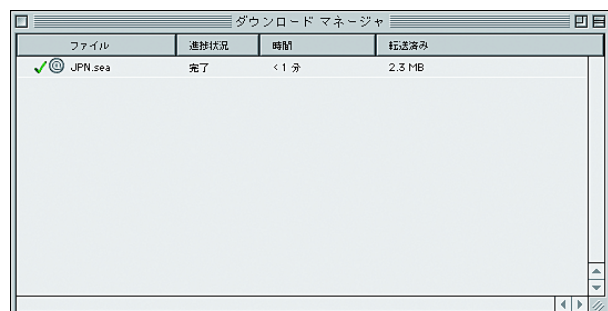 ダウンロード マネージャ
ファイル 進捗状況 時間 転送済み
JPN.sea 完了 < 1 分 2.3 MB